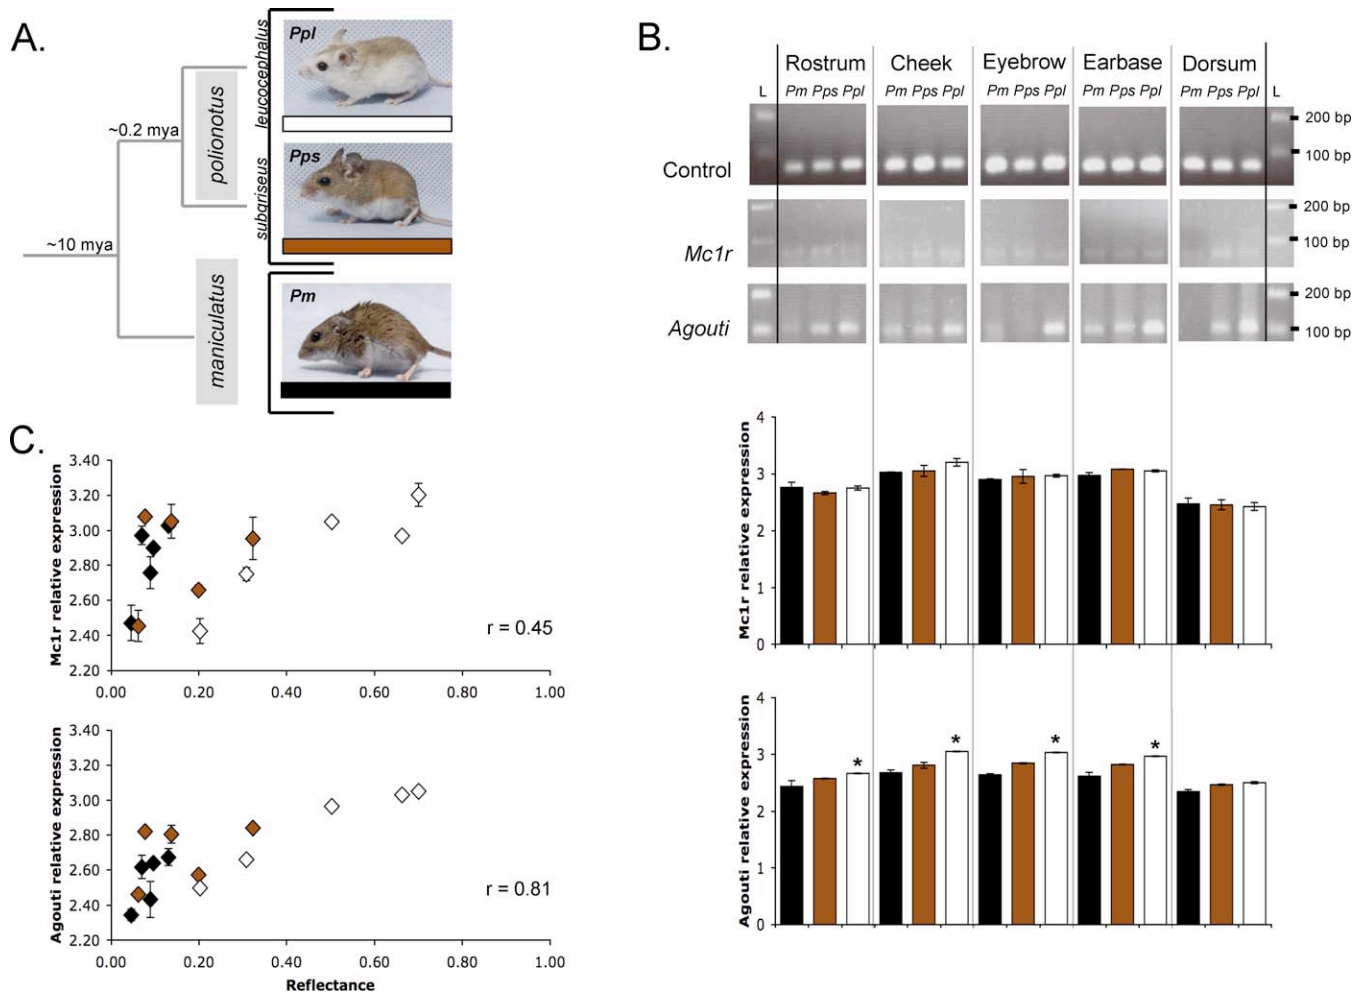 A.
~0.2 mya
~10 mya
polionotus
maniculatus
leucocephalus
subgriseus
Ppl
Pps
Pm
B.
Rostrum Cheek Eyebrow Earbase Dorsum
L Pm Pps Ppl Pm Pps Ppl Pm Pps Ppl Pm Pps Ppl Pm Pps Ppl L
Control
200 bp
100 bp
Mc1r
200 bp
100 bp
Agouti
200 bp
100 bp
Mc1r relative expression
4
3
2
1
0
Agouti relative expression
4
3
2
1
0
* * * *
C.
Mc1r relative expression
3.40
3.20
3.00
2.80
2.60
2.40
2.20
r = 0.45
0.00 0.20 0.40 0.60 0.80 1.00
Agouti relative expression
3.40
3.20
3.00
2.80
2.60
2.40
2.20
r = 0.81
0.00 0.20 0.40 0.60 0.80 1.00
Reflectance